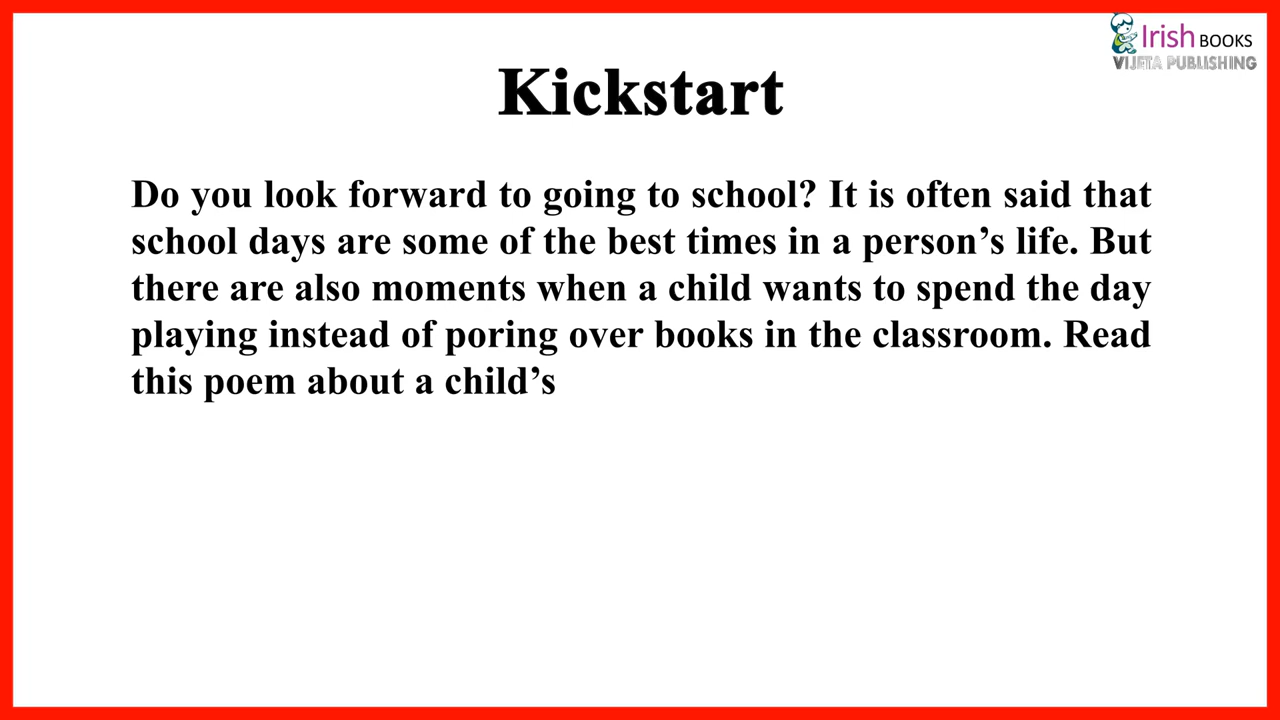 Irish BOOKS
VIJETA PUBLISHING
Kickstart
Do you look forward to going to school? It is often said that
school days are some of the best times in a person’s life. But
there are also moments when a child wants to spend the day
playing instead of poring over books in the classroom. Read
this poem about a child’s